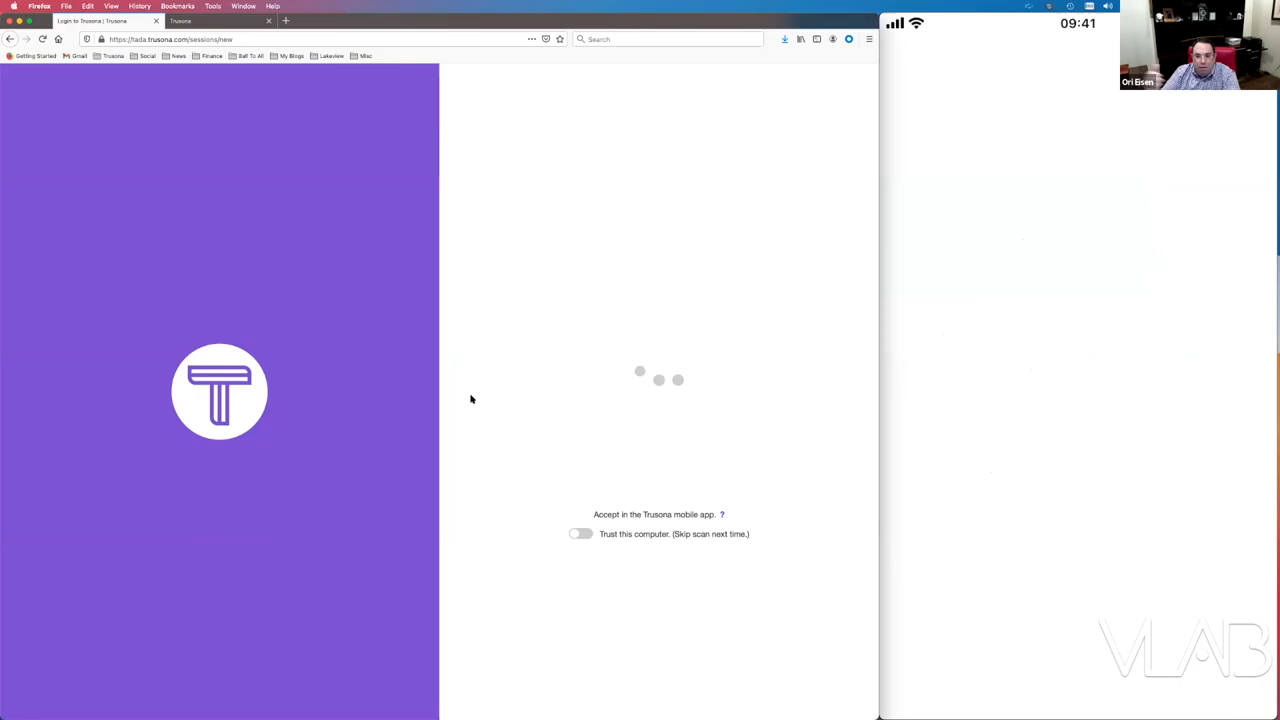 Firefox File Edit View History Bookmarks Tools Window Help
Login to Trusona | Trusona
Trusona
09:41
https://tada.trusona.com/sessions/new
Search
Getting Started Gmail Trusona Social News Finance Ball To All My Blogs Lakeview Misc
Ori Eisen
Accept in the Trusona mobile app. ?
Trust this computer. (Skip scan next time.)
VLAB